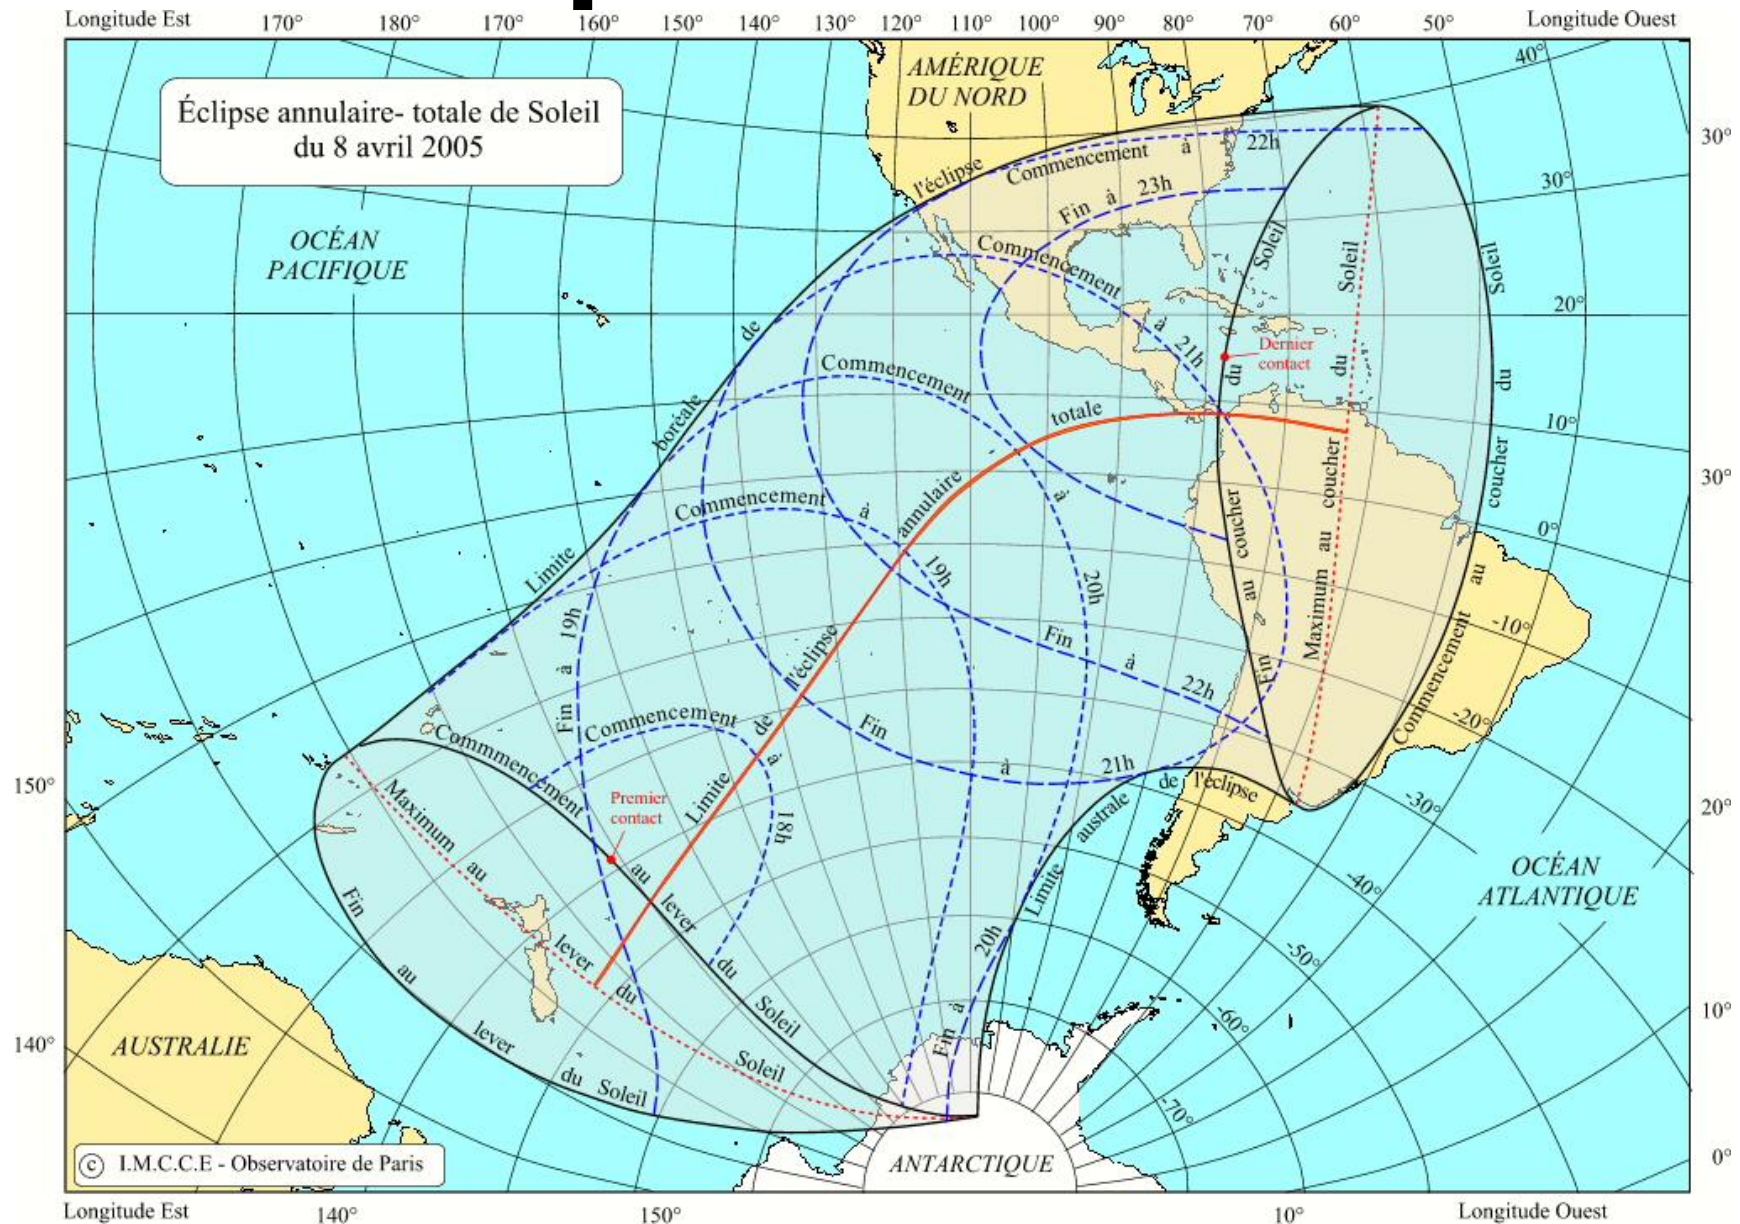 Longitude Est 170° 180° 170° 160° 150° 140° 130° 120° 110° 100° 90° 80° 70° 60° 50° Longitude Ouest
Éclipse annulaire- totale de Soleil
du 8 avril 2005
AMÉRIQUE
DU NORD
OCÉAN
PACIFIQUE
40°
30°
30°
20°
10°
30°
0°
-10°
-20°
-30°
20°
-40°
-50°
10°
-60°
-70°
0°
Limite boréale de l'éclipse
Commencement à 22h
Fin à 23h
Commencement à 21h
Commencement à 20h
Commencement à 19h
Commencement à 18h
Fin à 19h
Fin à 20h
Fin à 21h
Fin à 22h
Limite de l'éclipse annulaire totale
Dernier
contact
Premier
contact
Fin au coucher du Soleil
Maximum au coucher du Soleil
Commencement au coucher du Soleil
Commmencement au lever du Soleil
Maximum au lever du Soleil
Fin au lever du Soleil
Limite australe de l'éclipse
OCÉAN
ATLANTIQUE
150°
140°
AUSTRALIE
ANTARCTIQUE
© I.M.C.C.E - Observatoire de Paris
Longitude Est 140° 150° 10° Longitude Ouest